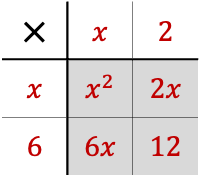 × x 2
x x² 2x
6 6x 12